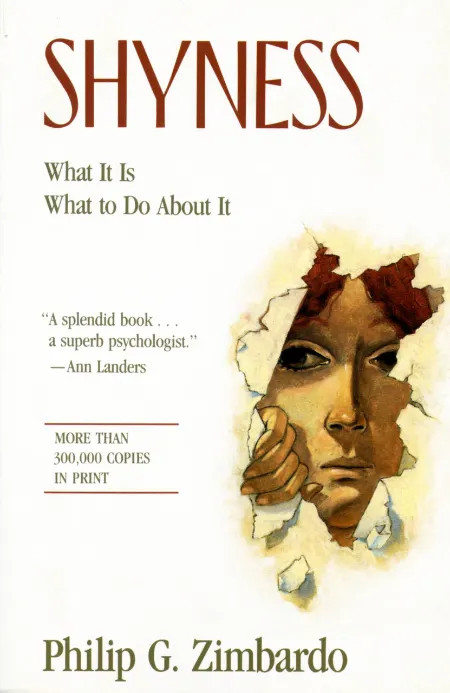 SHYNESS
What It Is
What to Do About It
“A splendid book . . .
a superb psychologist.”
—Ann Landers
MORE THAN
300,000 COPIES
IN PRINT
Philip G. Zimbardo